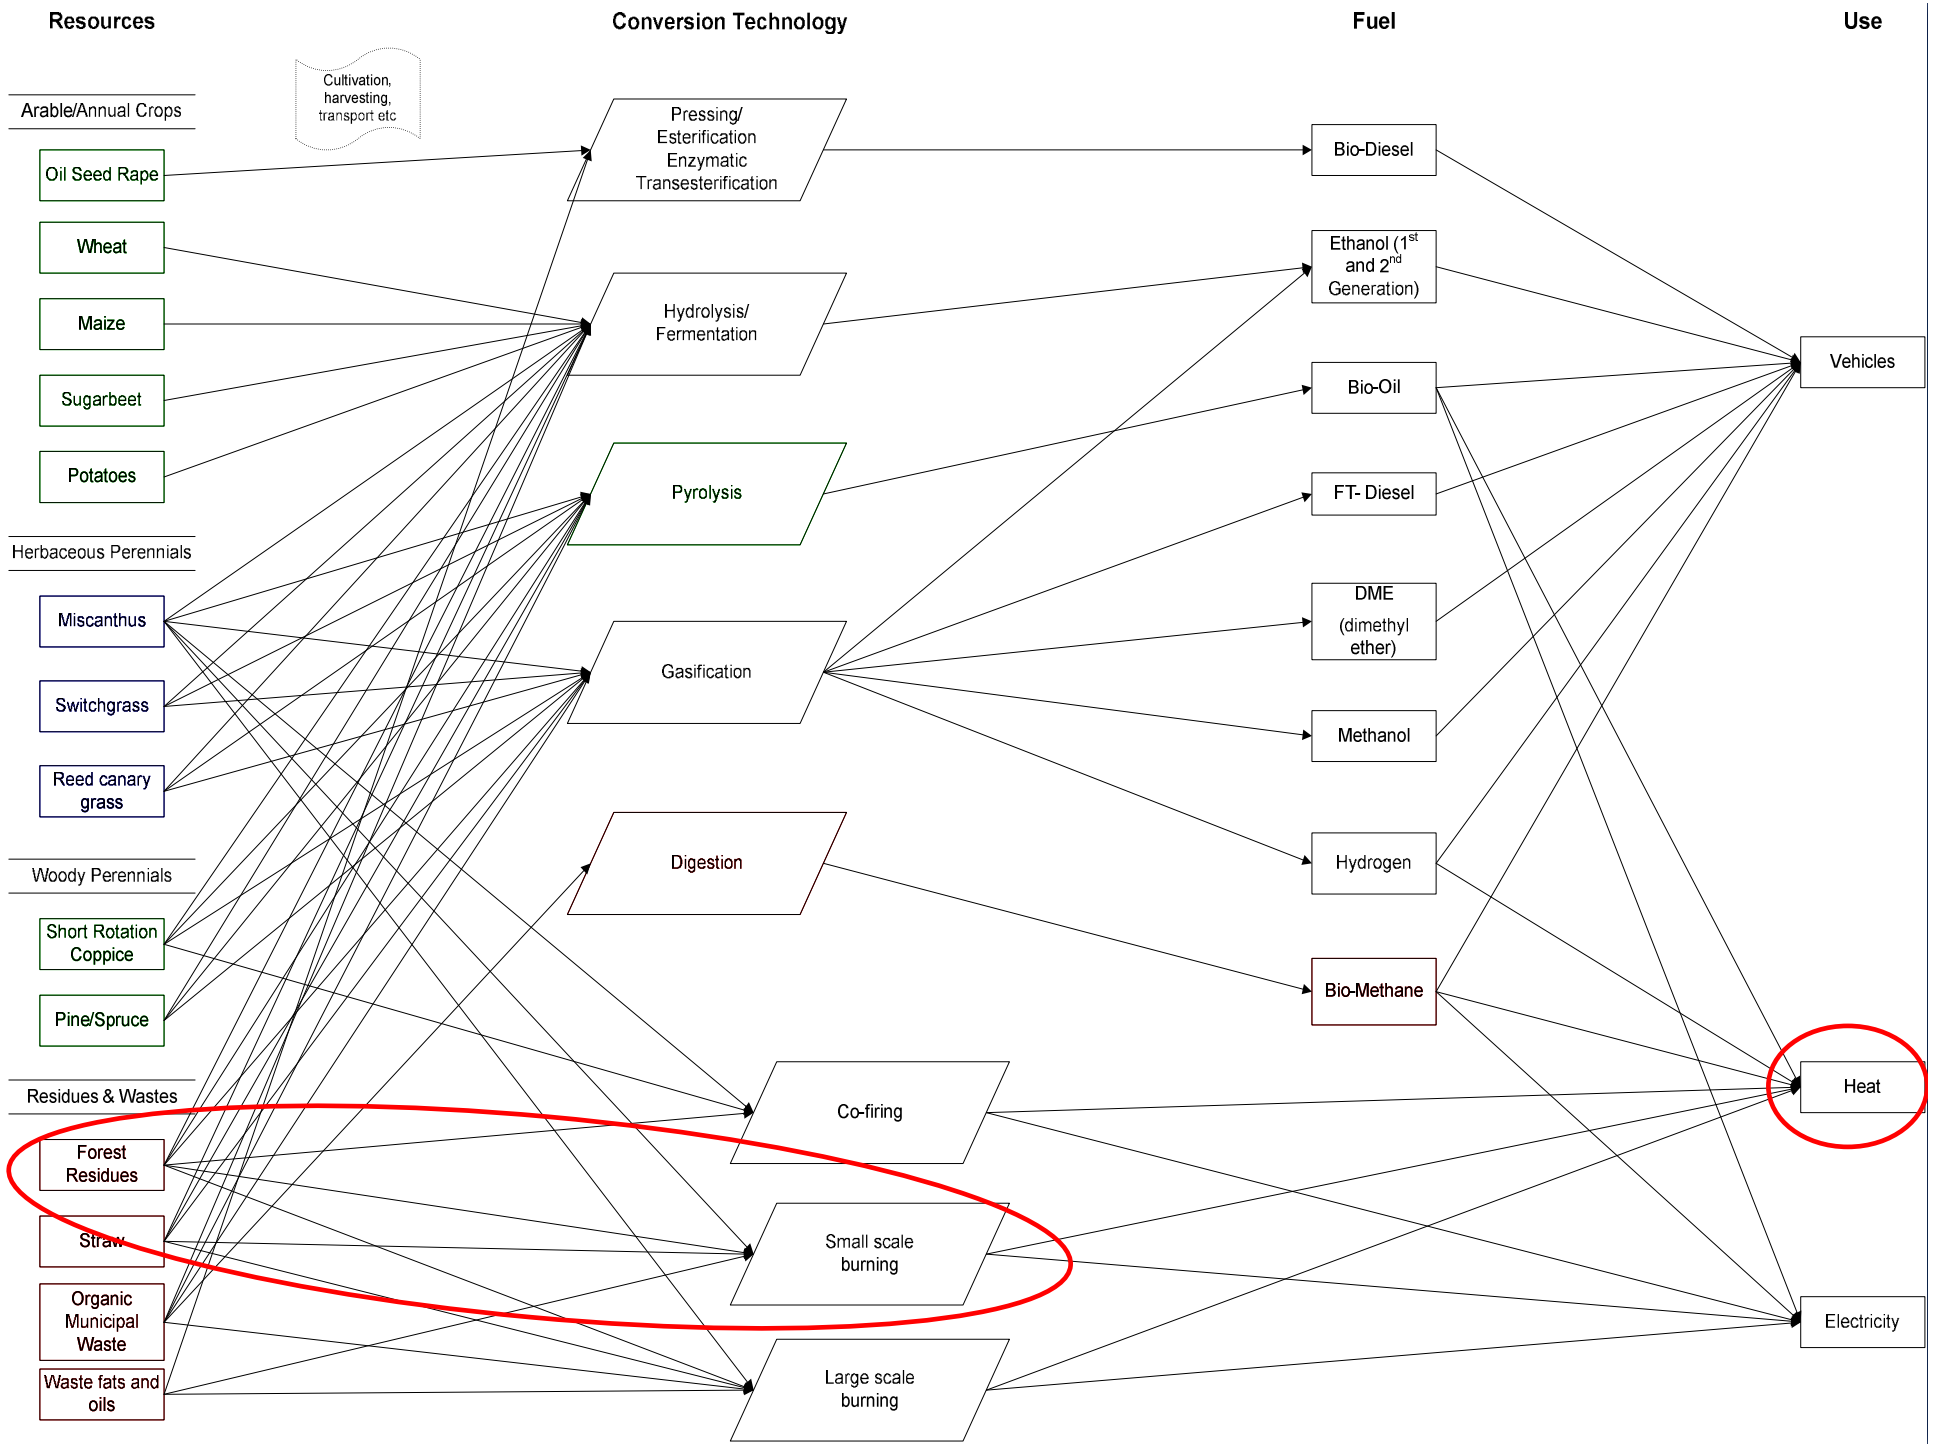 Resources
Conversion Technology
Fuel
Use
Cultivation,
harvesting,
transport etc
Arable/Annual Crops
Oil Seed Rape
Wheat
Maize
Sugarbeet
Potatoes
Herbaceous Perennials
Miscanthus
Switchgrass
Reed canary
grass
Woody Perennials
Short Rotation
Coppice
Pine/Spruce
Residues & Wastes
Forest
Residues
Straw
Organic
Municipal
Waste
Waste fats and
oils
Pressing/
Esterification
Enzymatic
Transesterification
Hydrolysis/
Fermentation
Pyrolysis
Gasification
Digestion
Co-firing
Small scale
burning
Large scale
burning
Bio-Diesel
Ethanol (1st
and 2nd
Generation)
Bio-Oil
FT- Diesel
DME
(dimethyl
ether)
Methanol
Hydrogen
Bio-Methane
Vehicles
Heat
Electricity